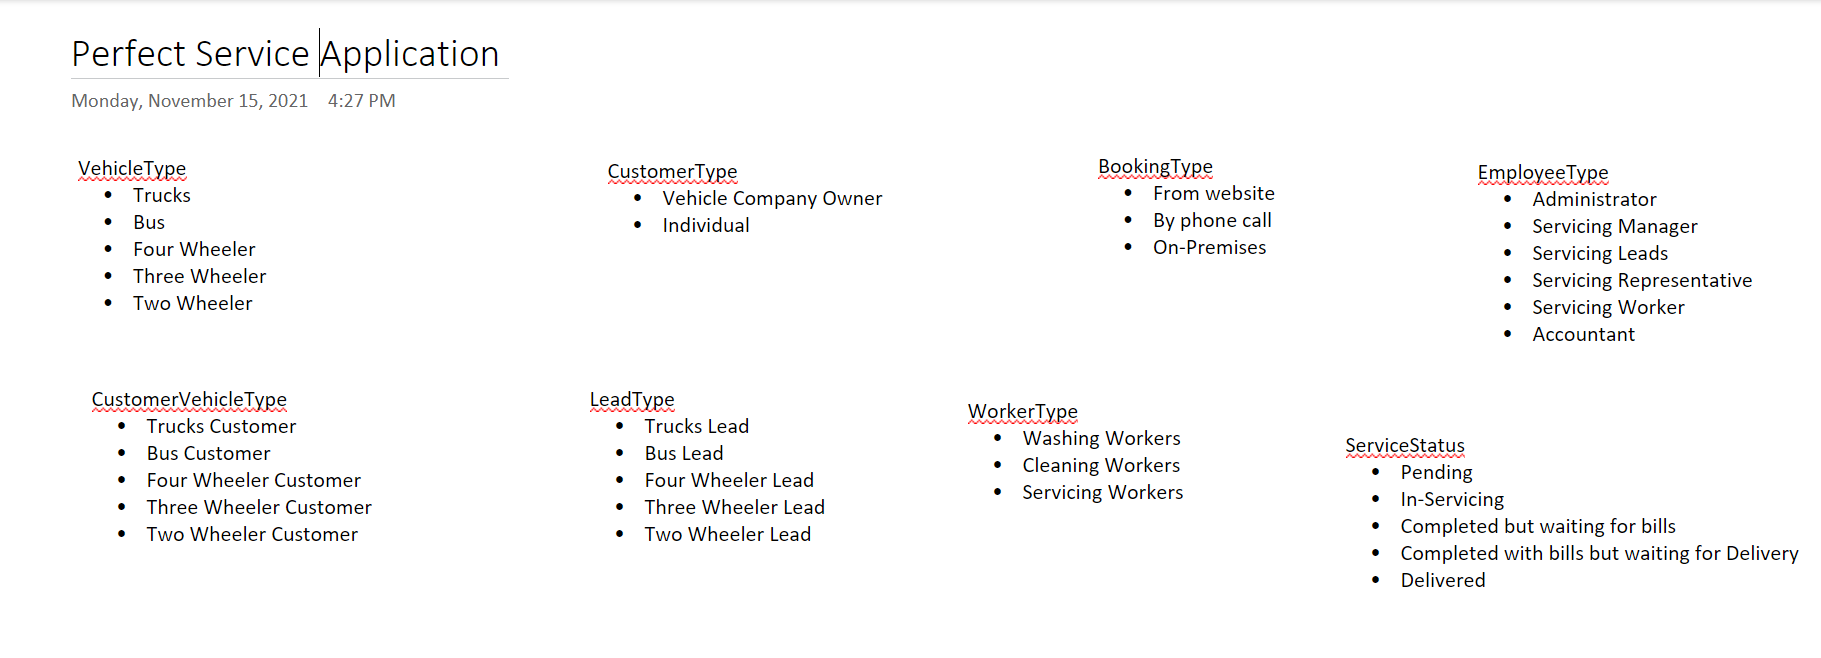 Perfect Service Application
Monday, November 15, 2021 4:27 PM
VehicleType
Trucks
Bus
Four Wheeler
Three Wheeler
Two Wheeler
CustomerType
Vehicle Company Owner
Individual
BookingType
From website
By phone call
On-Premises
EmployeeType
Administrator
Servicing Manager
Servicing Leads
Servicing Representative
Servicing Worker
Accountant
CustomerVehicleType
Trucks Customer
Bus Customer
Four Wheeler Customer
Three Wheeler Customer
Two Wheeler Customer
LeadType
Trucks Lead
Bus Lead
Four Wheeler Lead
Three Wheeler Lead
Two Wheeler Lead
WorkerType
Washing Workers
Cleaning Workers
Servicing Workers
ServiceStatus
Pending
In-Servicing
Completed but waiting for bills
Completed with bills but waiting for Delivery
Delivered